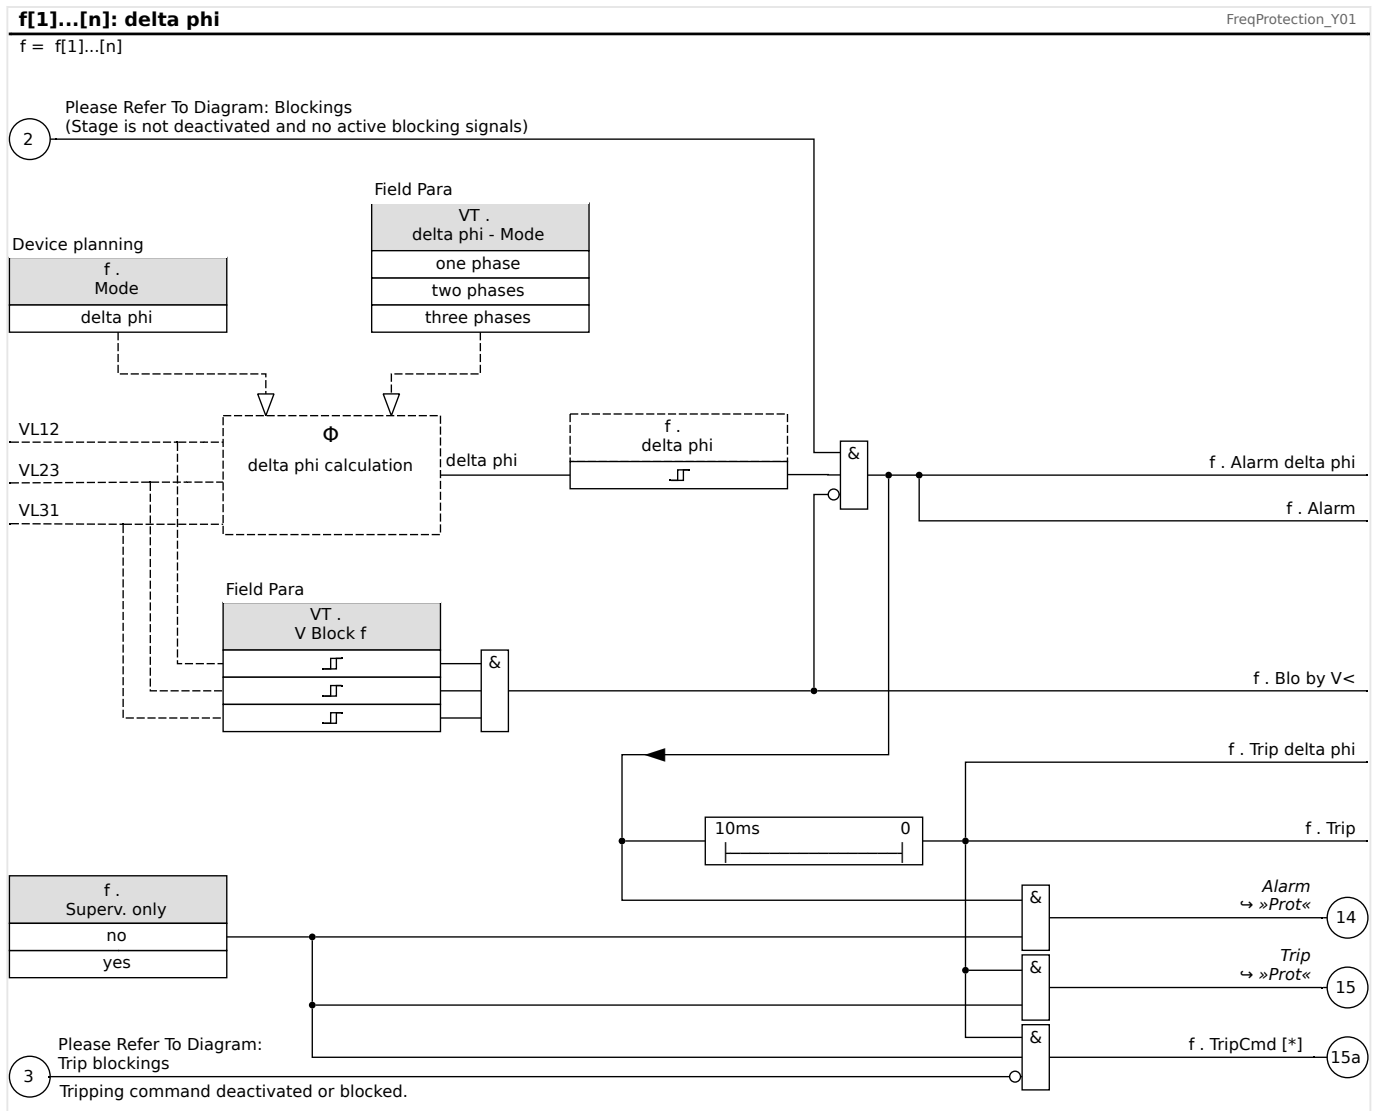 f[1]...[n]: delta phi
FreqProtection_Y01
f = f[1]...[n]
Please Refer To Diagram: Blockings
(Stage is not deactivated and no active blocking signals)
2
Field Para
VT .
delta phi - Mode
one phase
two phases
three phases
Device planning
f .
Mode
delta phi
VL12
VL23
VL31
Φ
delta phi calculation
delta phi
f .
delta phi
&
f . Alarm delta phi
f . Alarm
Field Para
VT .
V Block f
&
f . Blo by V<
f . Trip delta phi
10ms 0
f . Trip
f .
Superv. only
no
yes
&
Alarm
↪ »Prot«
14
&
Trip
↪ »Prot«
15
&
f . TripCmd [*]
15a
Please Refer To Diagram:
Trip blockings
3
Tripping command deactivated or blocked.